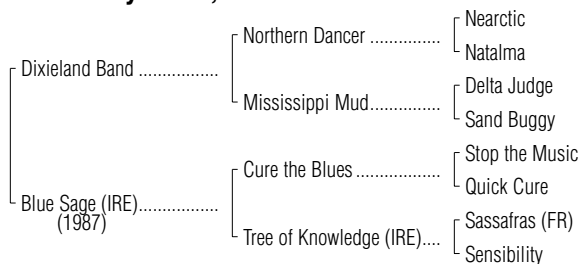 Dixieland Band ..................
Northern Dancer ...............
Nearctic
Natalma
Mississippi Mud...............
Delta Judge
Sand Buggy
Blue Sage (IRE)..................
(1987)
Cure the Blues ..................
Stop the Music
Quick Cure
Tree of Knowledge (IRE)....
Sassafras (FR)
Sensibility